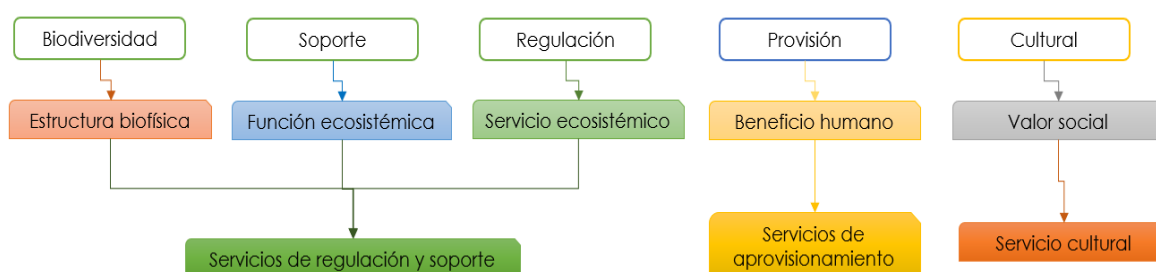 Biodiversidad
Soporte
Regulación
Provisión
Cultural
Estructura biofísica
Función ecosistémica
Servicio ecosistémico
Beneficio humano
Valor social
Servicios de regulación y soporte
Servicios de
aprovisionamiento
Servicio cultural